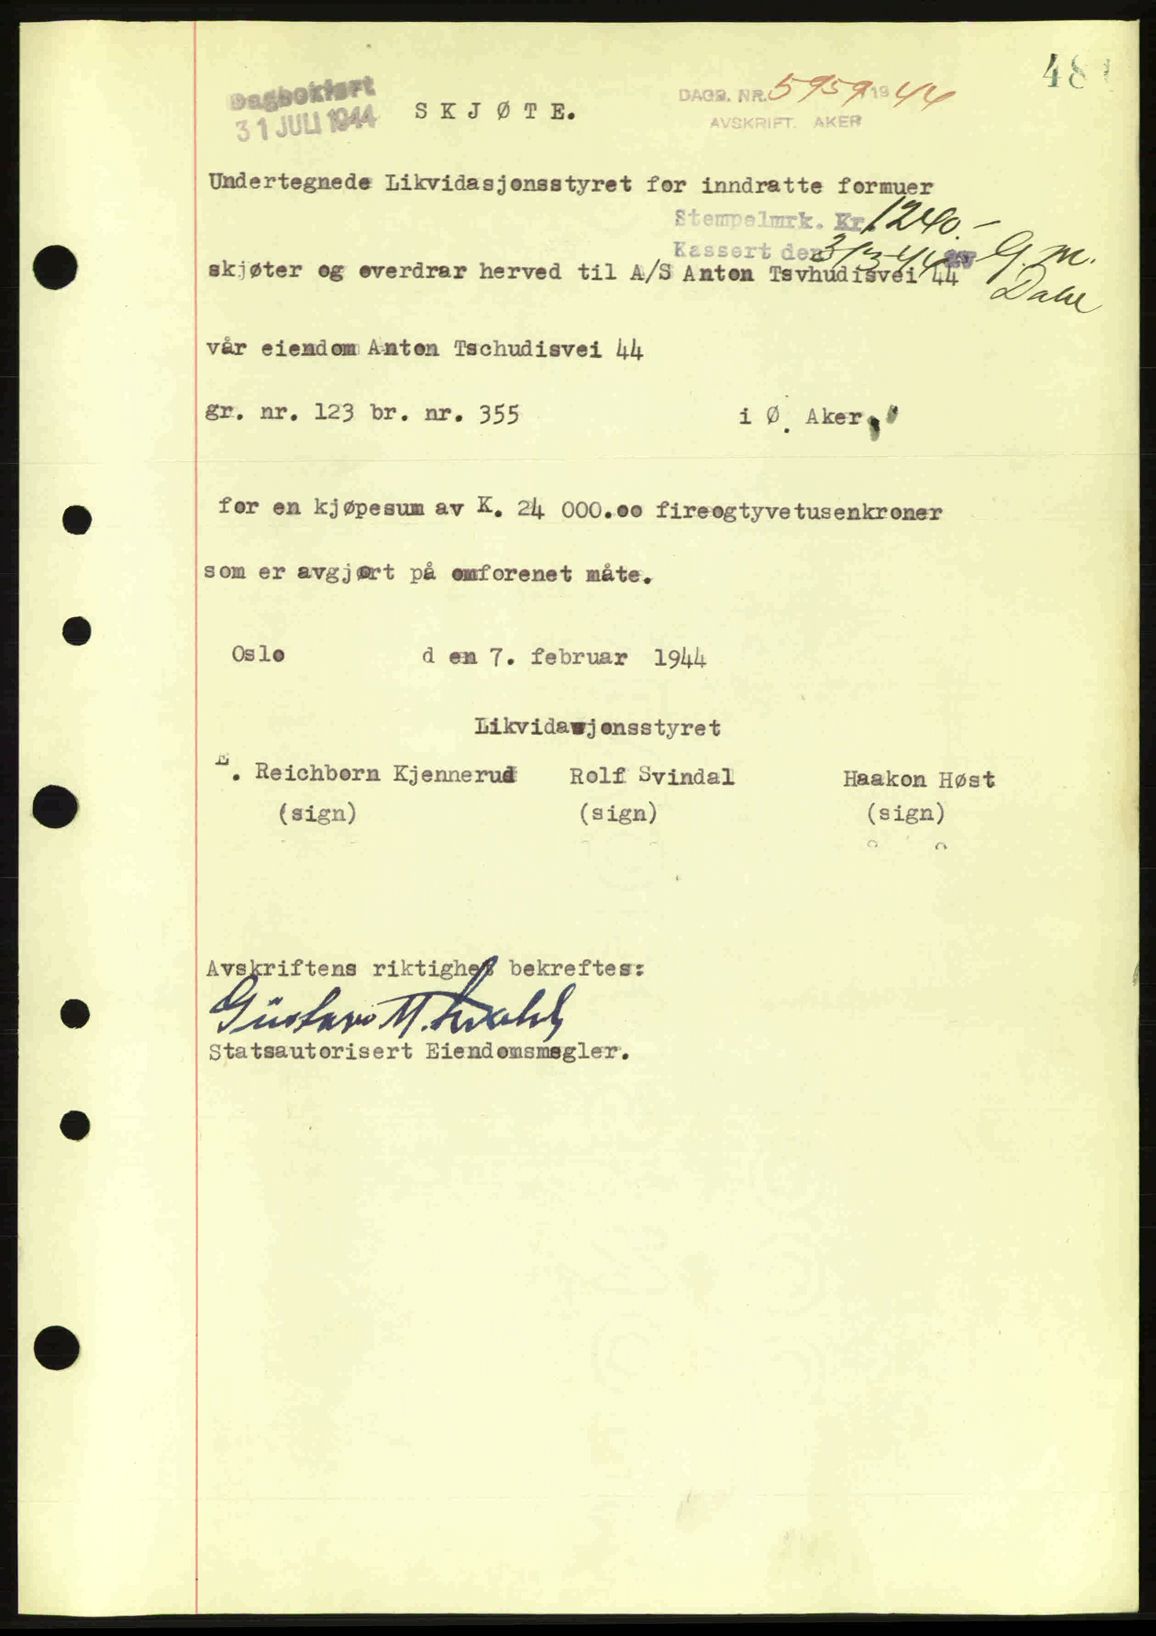 48
Dagbokført
31 JULI 1944
SKJØTE.
DAGB. NR. 5959 1944
AVSKRIFT. AKER
Undertegnede Likvidasjonsstyret for inndratte formuer
Stempelmrk. Kr. 1240.-
Kassert den 3/3-44 av G. M. Dahl
skjøter og overdrar herved til A/S Anton Tsvhudisvei 44
vår eiendom Anton Tschudisvei 44
gr. nr. 123 br. nr. 355 i Ø. Aker.
for en kjøpesum av K. 24 000.oo fireogtyvetusenkroner
som er avgjørt på omforenet måte.
Oslo d en 7. februar 1944
Likvidasjonsstyret
E. Reichborn Kjennerud Rolf Svindal Haakon Høst
(sign) (sign) (sign)
Avskriftens riktighet bekreftes:
Gustav M.
Statsautorisert Eiendomsmegler.